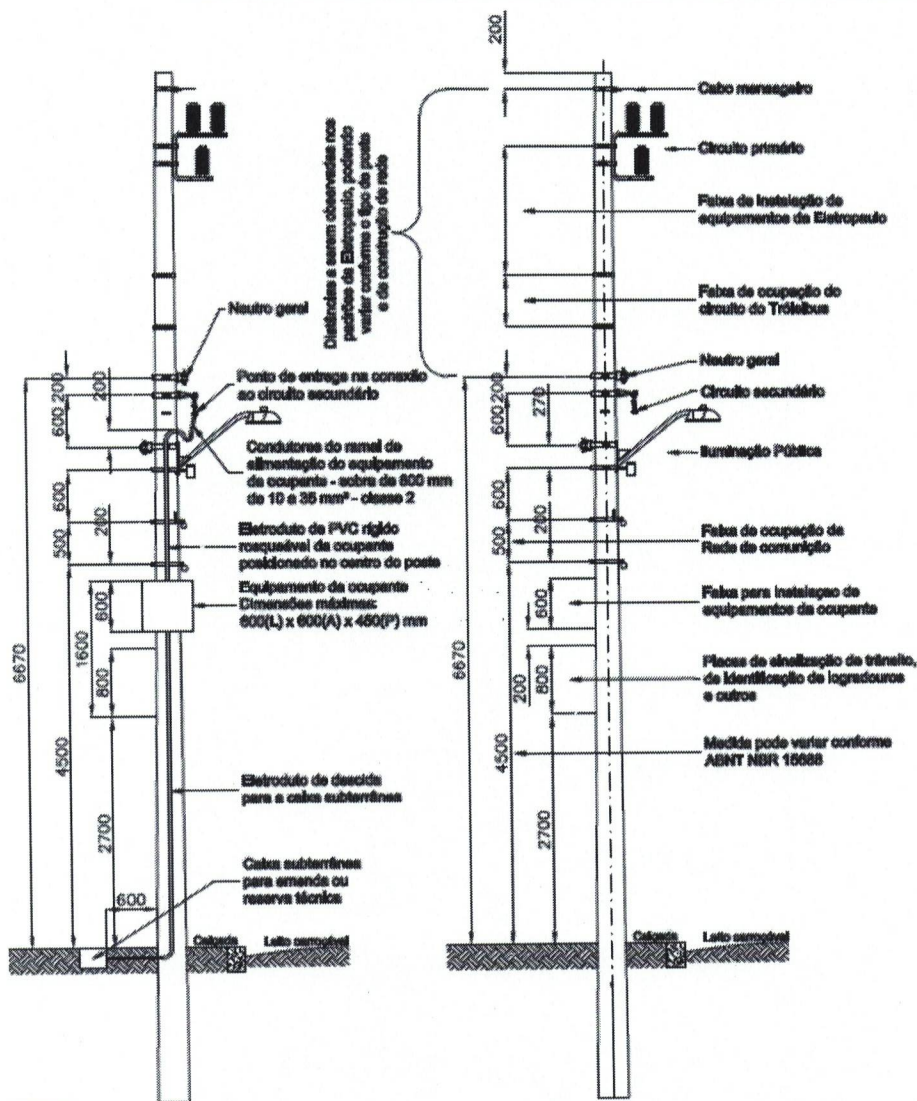 200
Cabo mensageiro
Circuito primário
Distâncias a serem observadas nos
padrões da Eletropaulo, podendo
variar conforme o tipo de poste
e da construção de rede
Faixa de instalação de
equipamentos da Eletropaulo
Faixa de ocupação do
circuito do Trólebus
Neutro geral
200
200
600
600
500
200
6670
4500
1600
600
800
2700
600
Ponto de entrega na conexão
ao circuito secundário
Condutores do ramal de
alimentação do equipamento
da ocupante - sobra de 600 mm
de 10 a 35 mm² - classe 2
Eletroduto de PVC rígido
rosqueável da ocupante
posicionado no centro do poste
Equipamento da ocupante
Dimensões máximas:
600(L) x 600(A) x 450(P) mm
Eletroduto de descida
para a caixa subterrânea
Caixa subterrânea
para emenda ou
reserva técnica
Calçada
Leito carroçável
Neutro geral
Circuito secundário
Iluminação Pública
Faixa de ocupação da
Rede de comunição
Faixa para instalaçao de
equipamentos da ocupante
Placas de sinalização de trânsito,
de identificação de logradouros
e outros
Medida pode variar conforme
ABNT NBR 15688
200
270
600
600
500
200
6670
4500
600
200
800
2700
Calçada
Leito carroçável